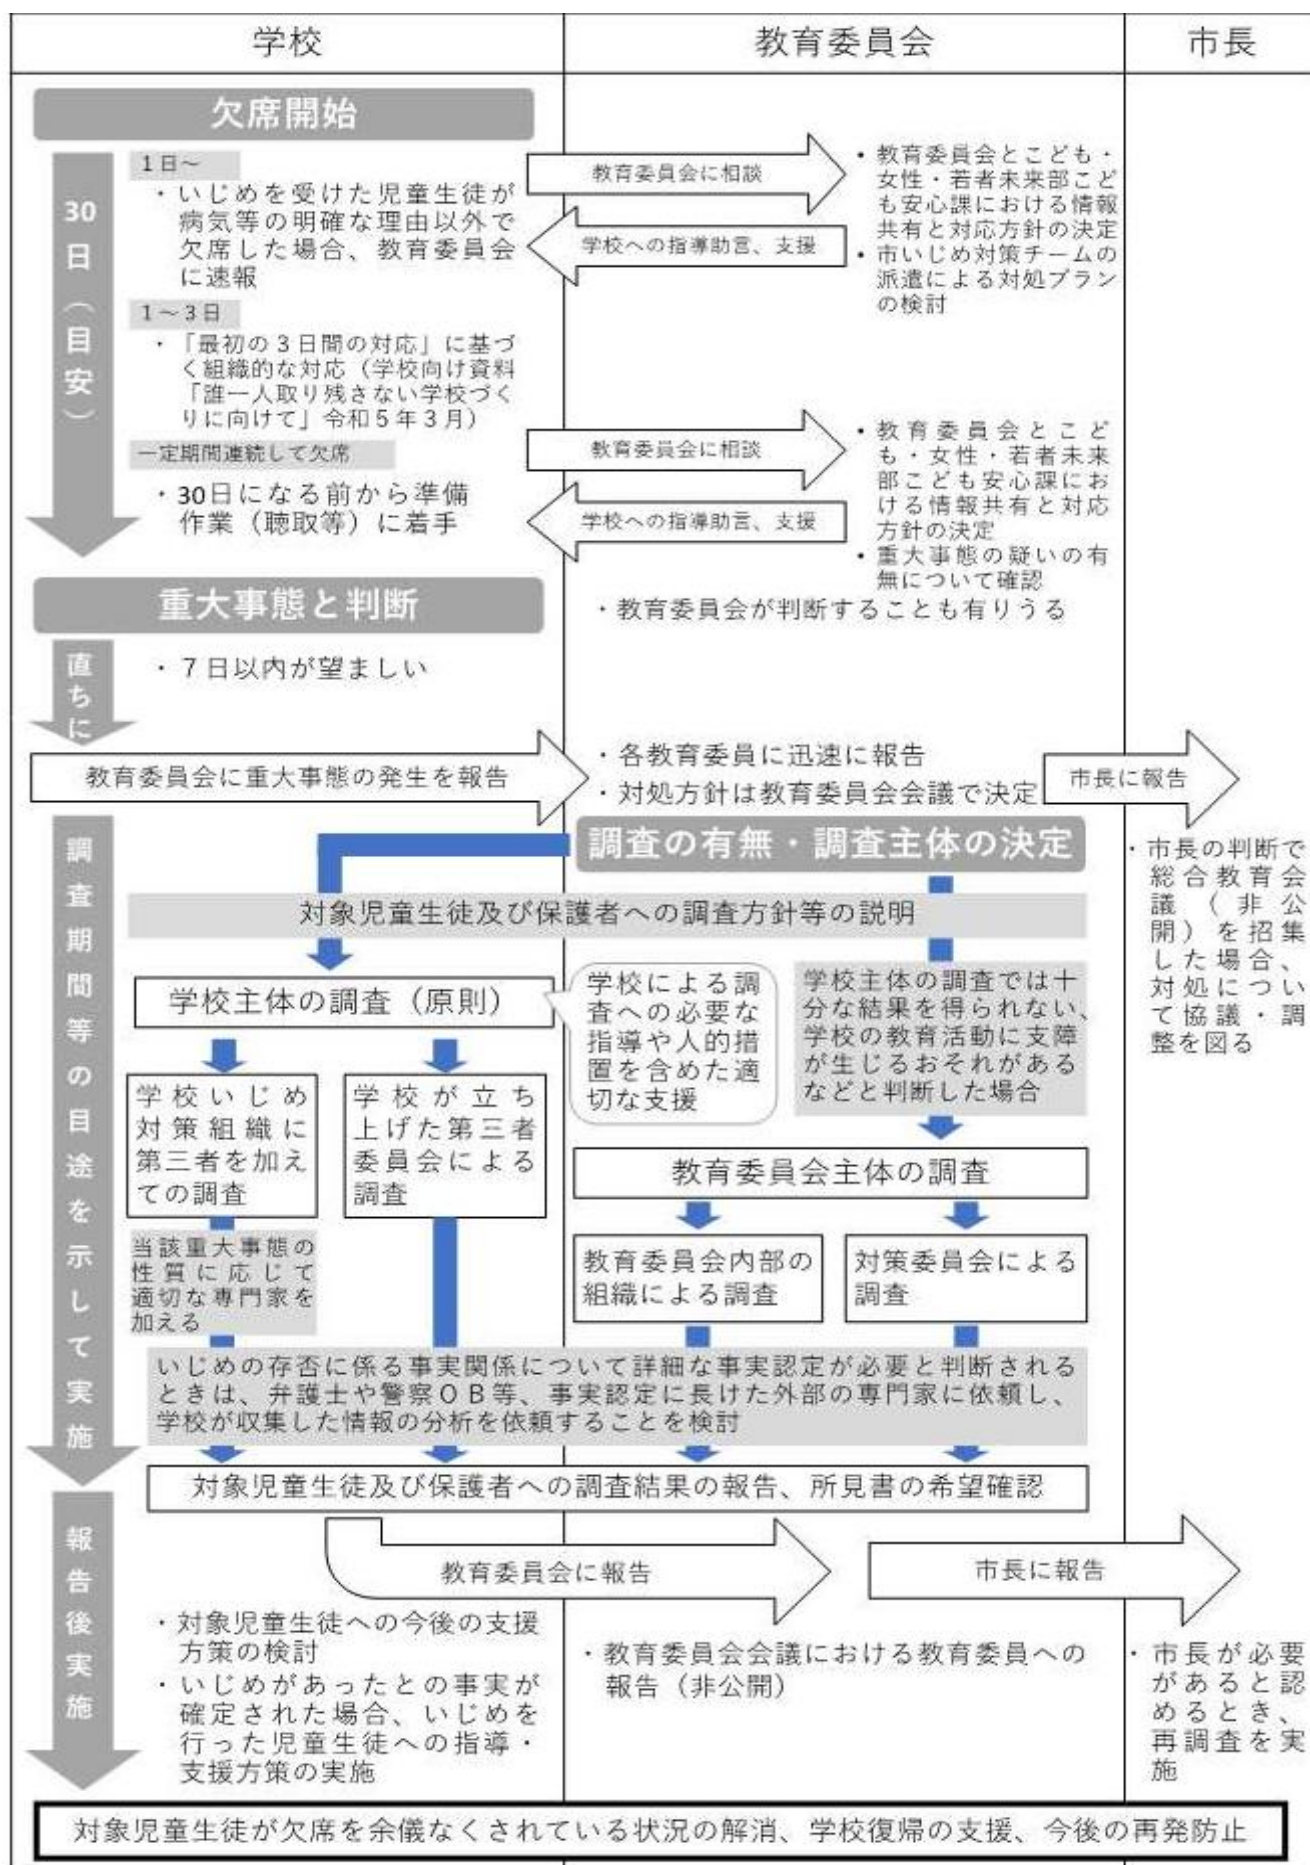 学校
教育委員会
市長
欠席開始
30日（目安）
1日～
・いじめを受けた児童生徒が
病気等の明確な理由以外で
欠席した場合、教育委員会
に速報
教育委員会に相談
学校への指導助言、支援
・教育委員会とこども・
女性・若者未来部こど
も安心課における情報
共有と対応方針の決定
・市いじめ対策チームの
派遣による対処プラン
の検討
1～3日
・「最初の３日間の対応」に基づ
く組織的な対応（学校向け資料
「誰一人取り残さない学校づく
りに向けて」令和５年３月）
一定期間連続して欠席
・30日になる前から準備
作業（聴取等）に着手
教育委員会に相談
学校への指導助言、支援
・教育委員会とこど
も・女性・若者未来
部こども安心課にお
ける情報共有と対応
方針の決定
・重大事態の疑いの有
無について確認
重大事態と判断
・教育委員会が判断することも有りうる
直ちに
・７日以内が望ましい
教育委員会に重大事態の発生を報告
・各教育委員に迅速に報告
・対処方針は教育委員会会議で決定
市長に報告
調査期間等の目途を示して実施
調査の有無・調査主体の決定
・市長の判断で
総合教育会
議（非公
開）を招集
した場合、
対処につい
て協議・調
整を図る
対象児童生徒及び保護者への調査方針等の説明
学校主体の調査（原則）
学校による調
査への必要な
指導や人的措
置を含めた適
切な支援
学校主体の調査では十
分な結果を得られない、
学校の教育活動に支障
が生じるおそれがある
などと判断した場合
学校いじめ
対策組織に
第三者を加え
ての調査
学校が立ち
上げた第三者
委員会による
調査
教育委員会主体の調査
当該重大事態の
性質に応じて
適切な専門家を
加える
教育委員会内部の
組織による調査
対策委員会による
調査
いじめの存否に係る事実関係について詳細な事実認定が必要と判断される
ときは、弁護士や警察ＯＢ等、事実認定に長けた外部の専門家に依頼し、
学校が収集した情報の分析を依頼することを検討
対象児童生徒及び保護者への調査結果の報告、所見書の希望確認
報告後実施
教育委員会に報告
市長に報告
・対象児童生徒への今後の支援
方策の検討
・いじめがあったとの事実が
確定された場合、いじめを
行った児童生徒への指導・
支援方策の実施
・教育委員会会議における教育委員への
報告（非公開）
・市長が必要
があると認
めるとき、
再調査を実
施
対象児童生徒が欠席を余儀なくされている状況の解消、学校復帰の支援、今後の再発防止